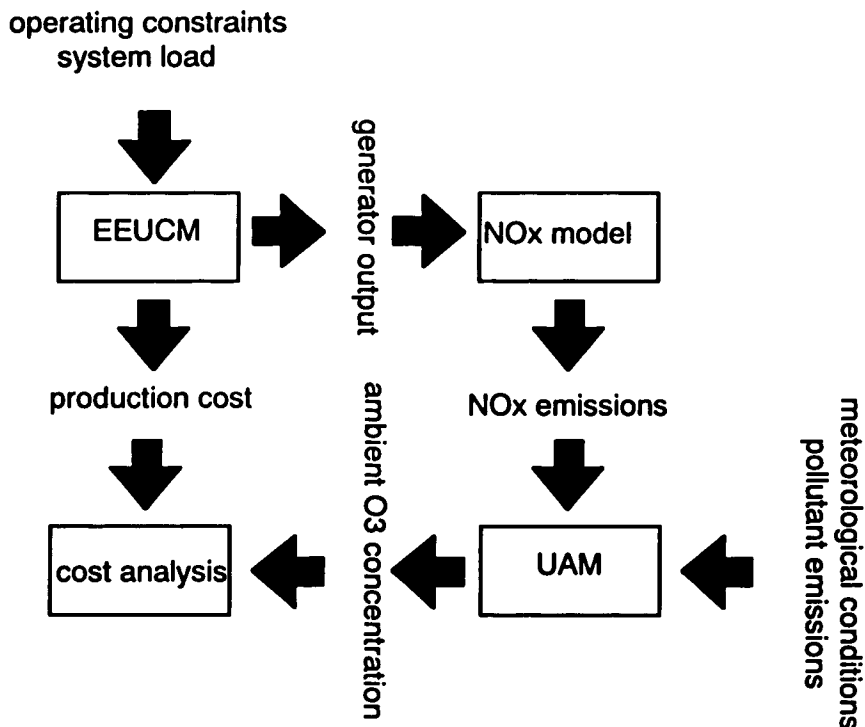 operating constraints
system load
EEUCM
generator output
NOx model
production cost
NOx emissions
cost analysis
ambient O3 concentration
UAM
meteorological conditions
pollutant emissions